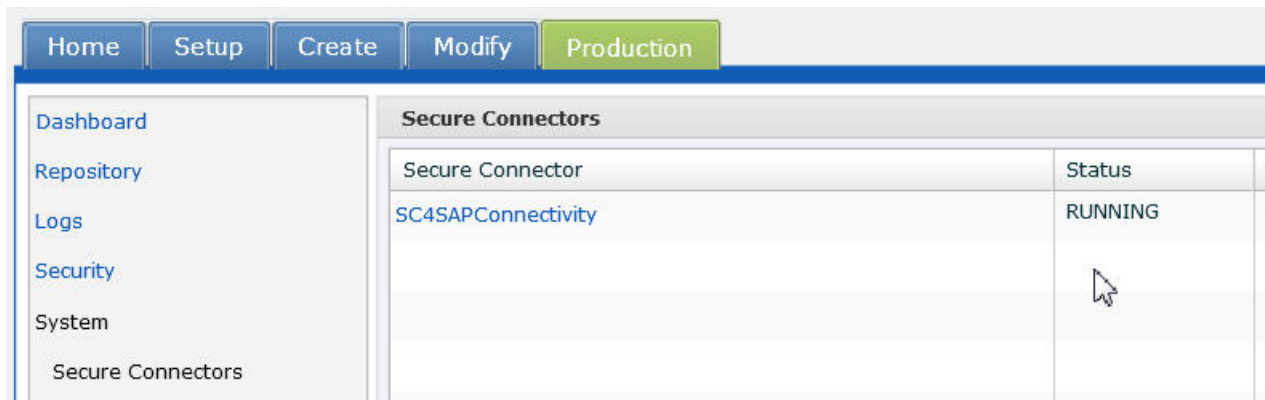 Home Setup Create Modify Production
Dashboard
Repository
Logs
Security
System
Secure Connectors
Secure Connectors
Secure Connector Status
SC4SAPConnectivity RUNNING